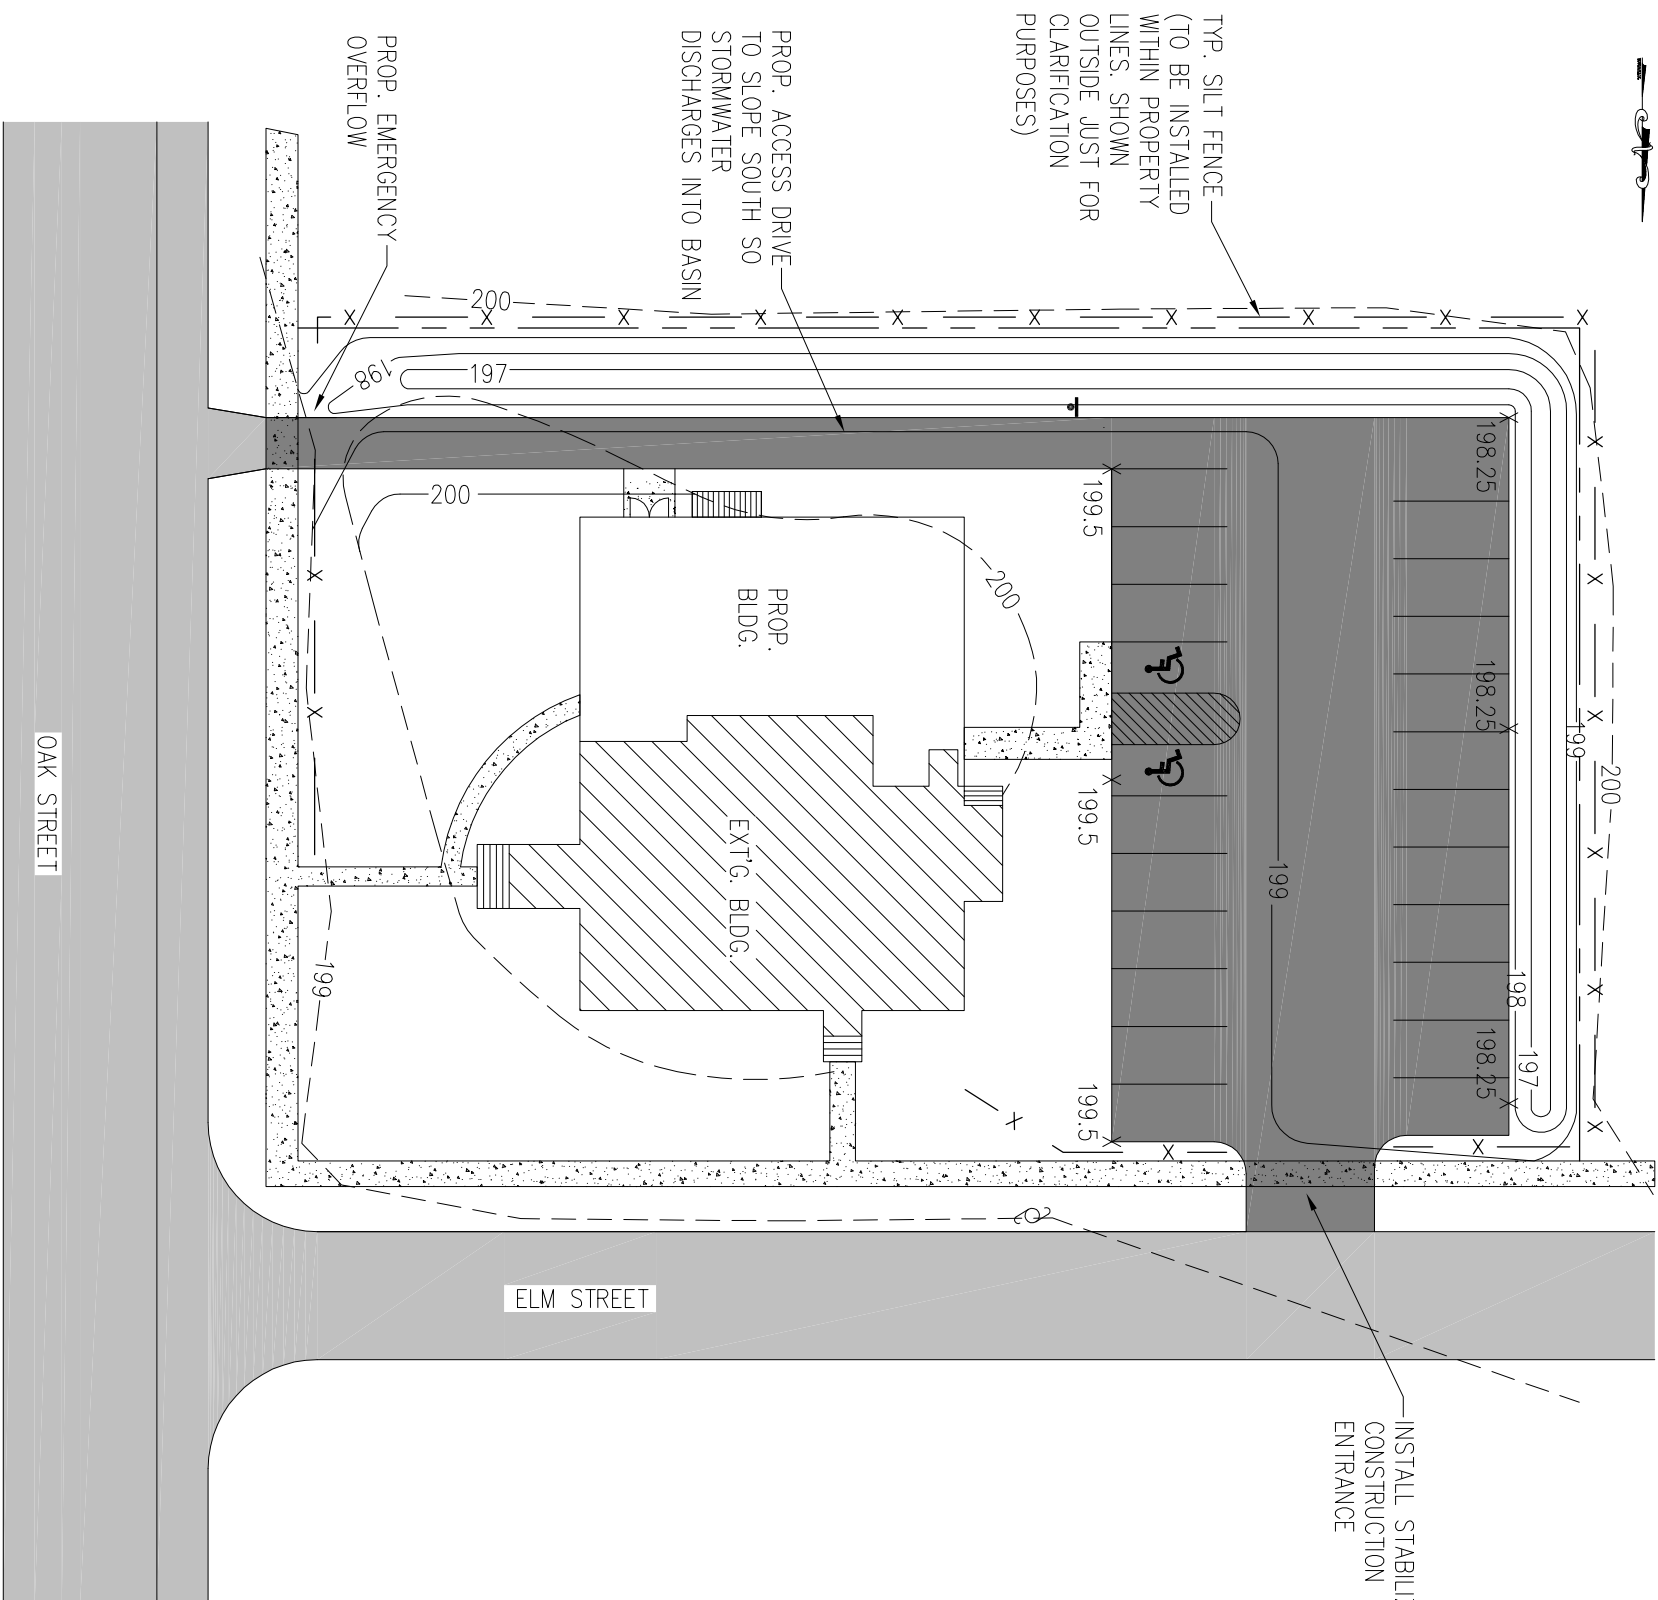 TYP. SILT FENCE
(TO BE INSTALLED
WITHIN PROPERTY
LINES. SHOWN
OUTSIDE JUST FOR
CLARIFICATION
PURPOSES)
PROP. ACCESS DRIVE
TO SLOPE SOUTH SO
STORMWATER
DISCHARGES INTO BASIN
PROP. EMERGENCY
OVERFLOW
200
198
197
200
200
198.25
198.25
198.25
199.5
199.5
199.5
199
199
200
198
197
199
PROP.
BLDG.
EXT'G. BLDG.
OAK STREET
ELM STREET
INSTALL
CONSTRUCTION
ENTRANCE